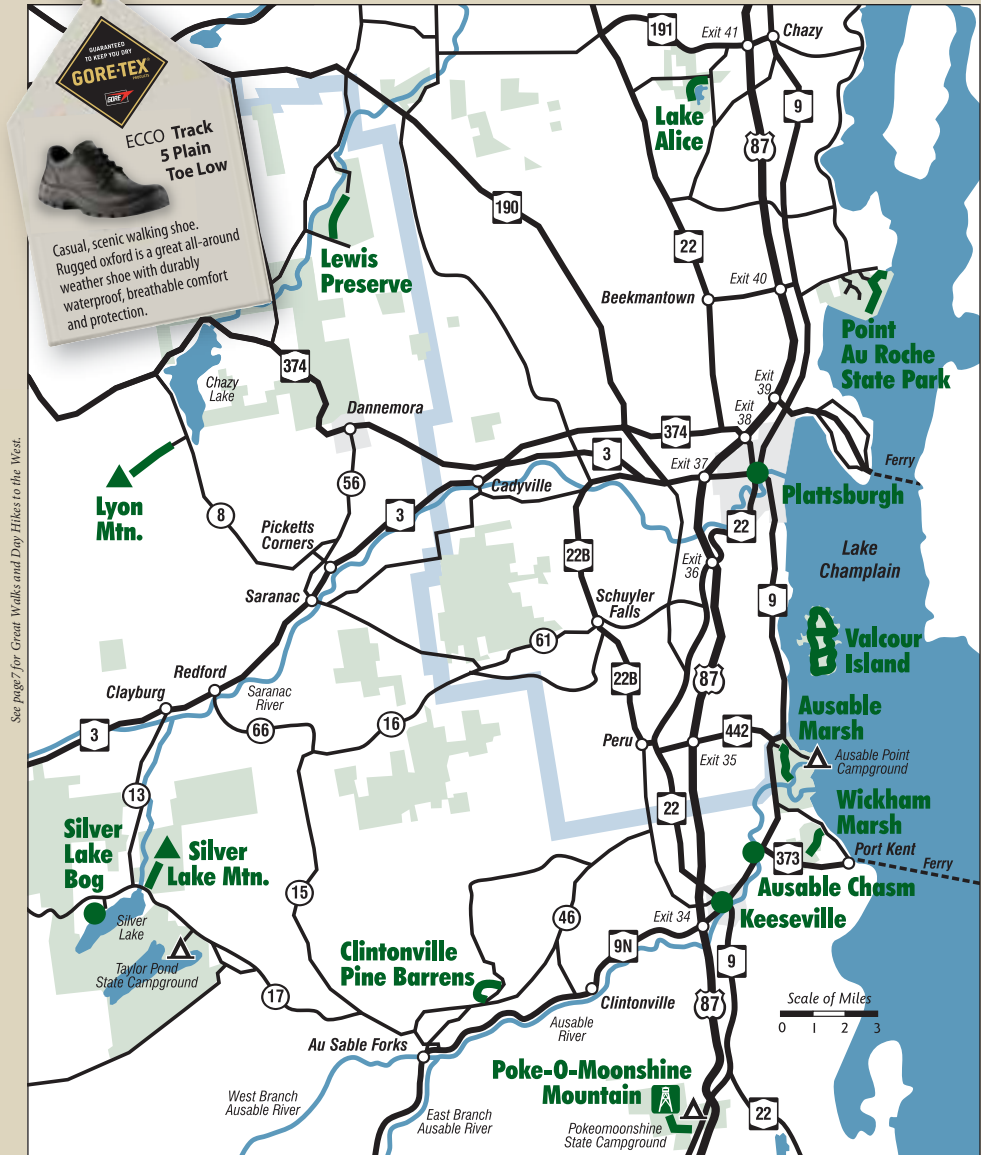 GUARANTEED
TO KEEP YOU DRY
GORE-TEX®
PRODUCTS
GORE
ECCO Track
5 Plain
Toe Low
Casual, scenic walking shoe.
Rugged oxford is a great all-around
weather shoe with durably
waterproof, breathable comfort
and protection.
See page7 for Great Walks and Day Hikes to the West.
191
Exit 41
Chazy
9
Lake
Alice
87
190
22
Lewis
Preserve
Exit 40
Beekmantown
Point
Au Roche
State Park
374
Chazy
Lake
Exit
39
Exit
38
Dannemora
374
3
Exit 37
Ferry
Lyon
Mtn.
56
Cadyville
Plattsburgh
8
3
22
Picketts
Corners
22B
Exit
36
Lake
Champlain
Saranac
Schuyler
Falls
9
61
Valcour
Island
Redford
22B
87
Clayburg
Saranac
River
Ausable
Marsh
3
66
16
Peru
442
Exit 35
Ausable Point
Campground
13
22
Wickham
Marsh
Silver
Lake
Bog
Silver
Lake Mtn.
373
Port Kent
Ferry
15
Ausable Chasm
Keeseville
46
Exit 34
Silver
Lake
9N
Taylor Pond
State Campground
Clintonville
Pine Barrens
9
17
Clintonville
87
Scale of Miles
0 1 2 3
Ausable
River
Au Sable Forks
Poke-O-Moonshine
Mountain
West Branch
Ausable River
East Branch
Ausable River
Pokeomoonshine
State Campground
22